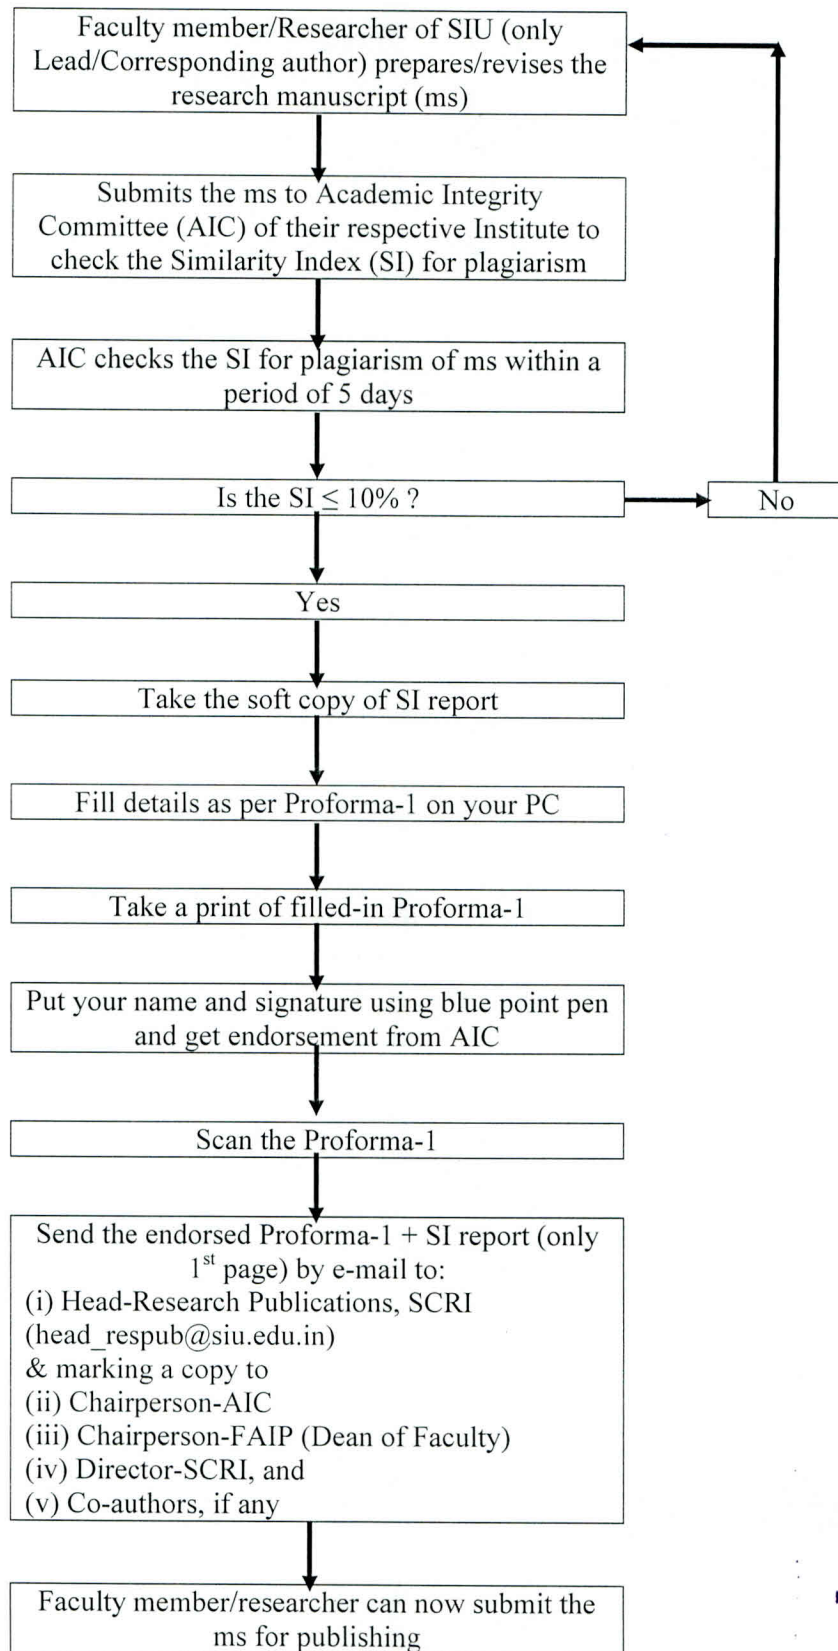 Faculty member/Researcher of SIU (only
Lead/Corresponding author) prepares/revises the
research manuscript (ms)
Submits the ms to Academic Integrity
Committee (AIC) of their respective Institute to
check the Similarity Index (SI) for plagiarism
AIC checks the SI for plagiarism of ms within a
period of 5 days
Is the SI ≤ 10% ?
No
Yes
Take the soft copy of SI report
Fill details as per Proforma-1 on your PC
Take a print of filled-in Proforma-1
Put your name and signature using blue point pen
and get endorsement from AIC
Scan the Proforma-1
Send the endorsed Proforma-1 + SI report (only
1st page) by e-mail to:
(i) Head-Research Publications, SCRI
(head_respub@siu.edu.in)
& marking a copy to
(ii) Chairperson-AIC
(iii) Chairperson-FAIP (Dean of Faculty)
(iv) Director-SCRI, and
(v) Co-authors, if any
Faculty member/researcher can now submit the
ms for publishing